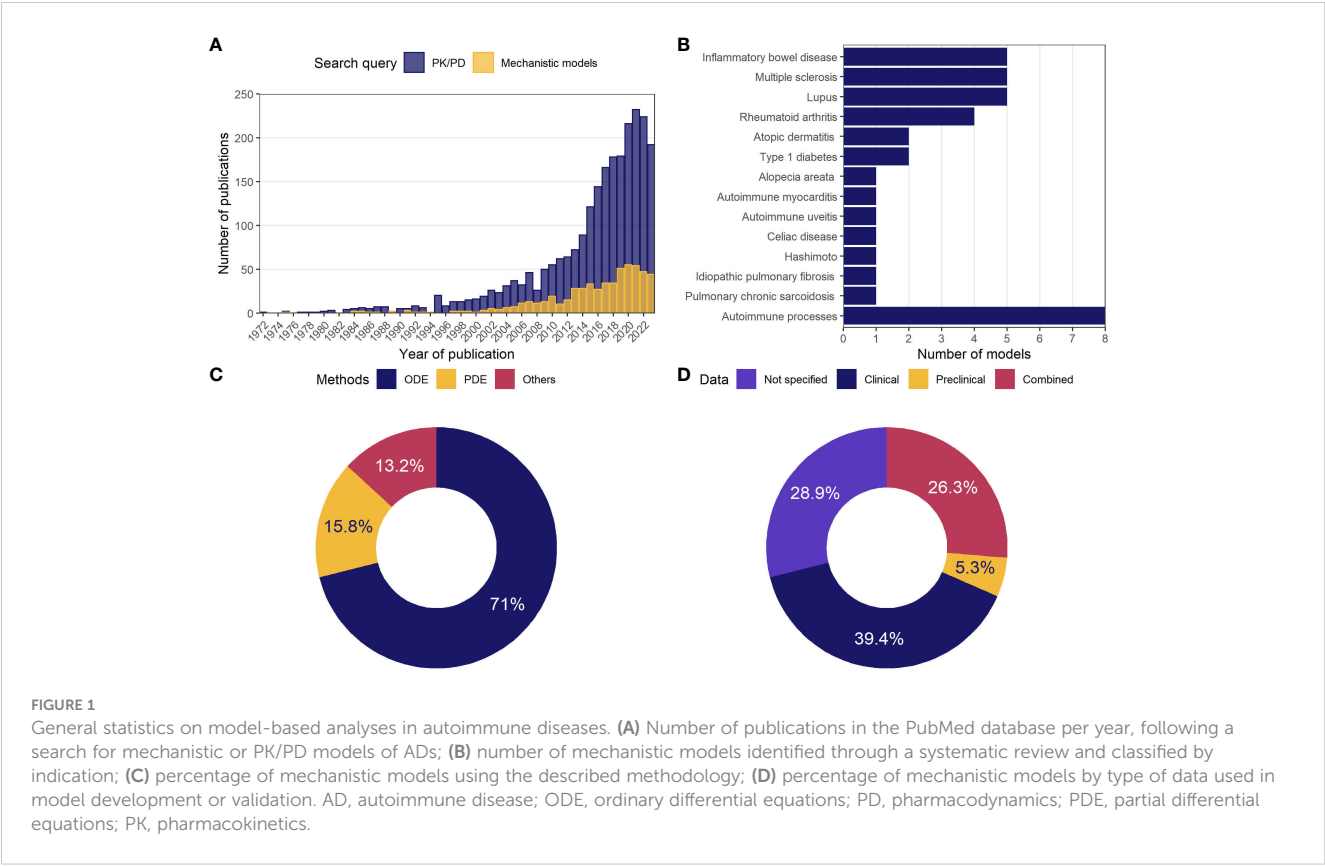 A
Search query PK/PD Mechanistic models
Number of publications
250
200
150
100
50
0
1972 1974 1976 1978 1980 1982 1984 1986 1988 1990 1992 1994 1996 1998 2000 2002 2004 2006 2008 2010 2012 2014 2016 2018 2020 2022
Year of publication
B
Inflammatory bowel disease
Multiple sclerosis
Lupus
Rheumatoid arthritis
Atopic dermatitis
Type 1 diabetes
Alopecia areata
Autoimmune myocarditis
Autoimmune uveitis
Celiac disease
Hashimoto
Idiopathic pulmonary fibrosis
Pulmonary chronic sarcoidosis
Autoimmune processes
0 1 2 3 4 5 6 7 8
Number of models
C
Methods ODE PDE Others
13.2%
15.8%
71%
D
Data Not specified Clinical Preclinical Combined
28.9%
26.3%
5.3%
39.4%
FIGURE 1
General statistics on model-based analyses in autoimmune diseases. (A) Number of publications in the PubMed database per year, following a
search for mechanistic or PK/PD models of ADs; (B) number of mechanistic models identified through a systematic review and classified by
indication; (C) percentage of mechanistic models using the described methodology; (D) percentage of mechanistic models by type of data used in
model development or validation. AD, autoimmune disease; ODE, ordinary differential equations; PD, pharmacodynamics; PDE, partial differential
equations; PK, pharmacokinetics.